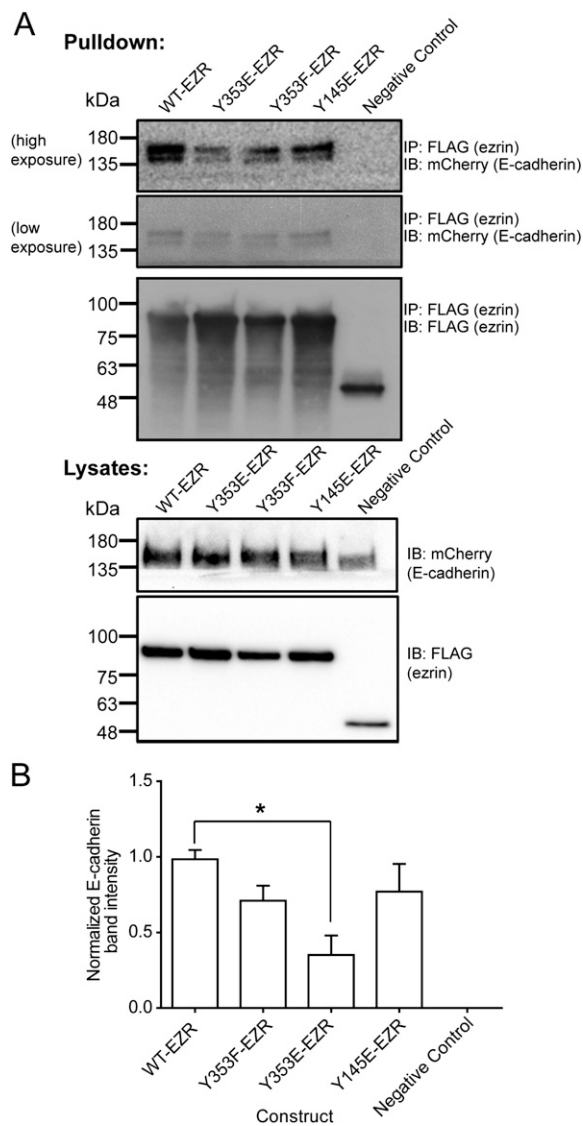 A
Pulldown:
kDa
WT-EZR
Y353E-EZR
Y353F-EZR
Y145E-EZR
Negative Control
(high
exposure)
180
135
IP: FLAG (ezrin)
IB: mCherry (E-cadherin)
(low
exposure)
180
135
IP: FLAG (ezrin)
IB: mCherry (E-cadherin)
100
75
63
48
IP: FLAG (ezrin)
IB: FLAG (ezrin)
Lysates:
kDa
WT-EZR
Y353E-EZR
Y353F-EZR
Y145E-EZR
Negative Control
180
135
IB: mCherry
(E-cadherin)
100
75
63
48
IB: FLAG
(ezrin)
B
Normalized E-cadherin
band intensity
1.5
1.0
0.5
0.0
*
WT-EZR
Y353F-EZR
Y353E-EZR
Y145E-EZR
Negative Control
Construct